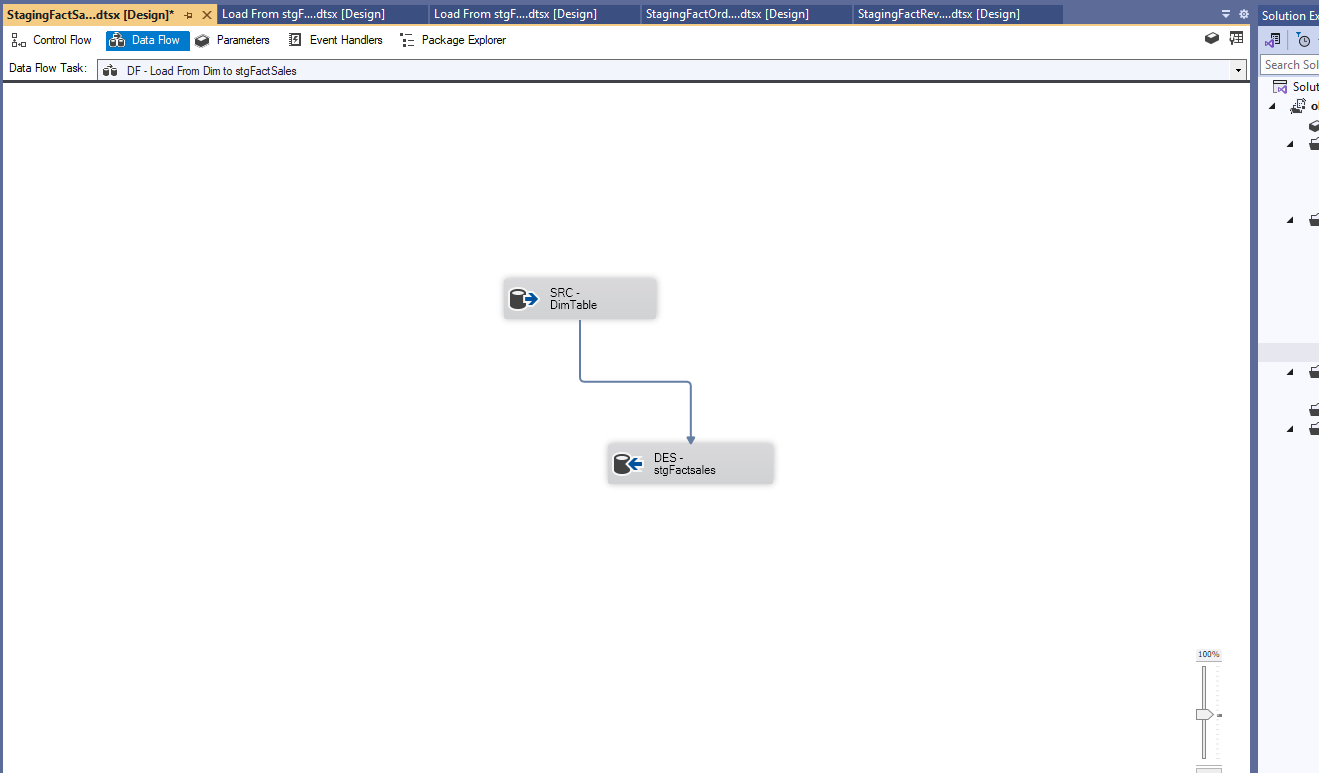 StagingFactSa...dtsx [Design]*
Load From stgF....dtsx [Design]
Load From stgF....dtsx [Design]
StagingFactOrd....dtsx [Design]
StagingFactRev....dtsx [Design]
Solution Ex
Control Flow
Data Flow
Parameters
Event Handlers
Package Explorer
Data Flow Task:
DF - Load From Dim to stgFactSales
Search Sol
Solut
SRC -
DimTable
DES -
stgFactsales
100%